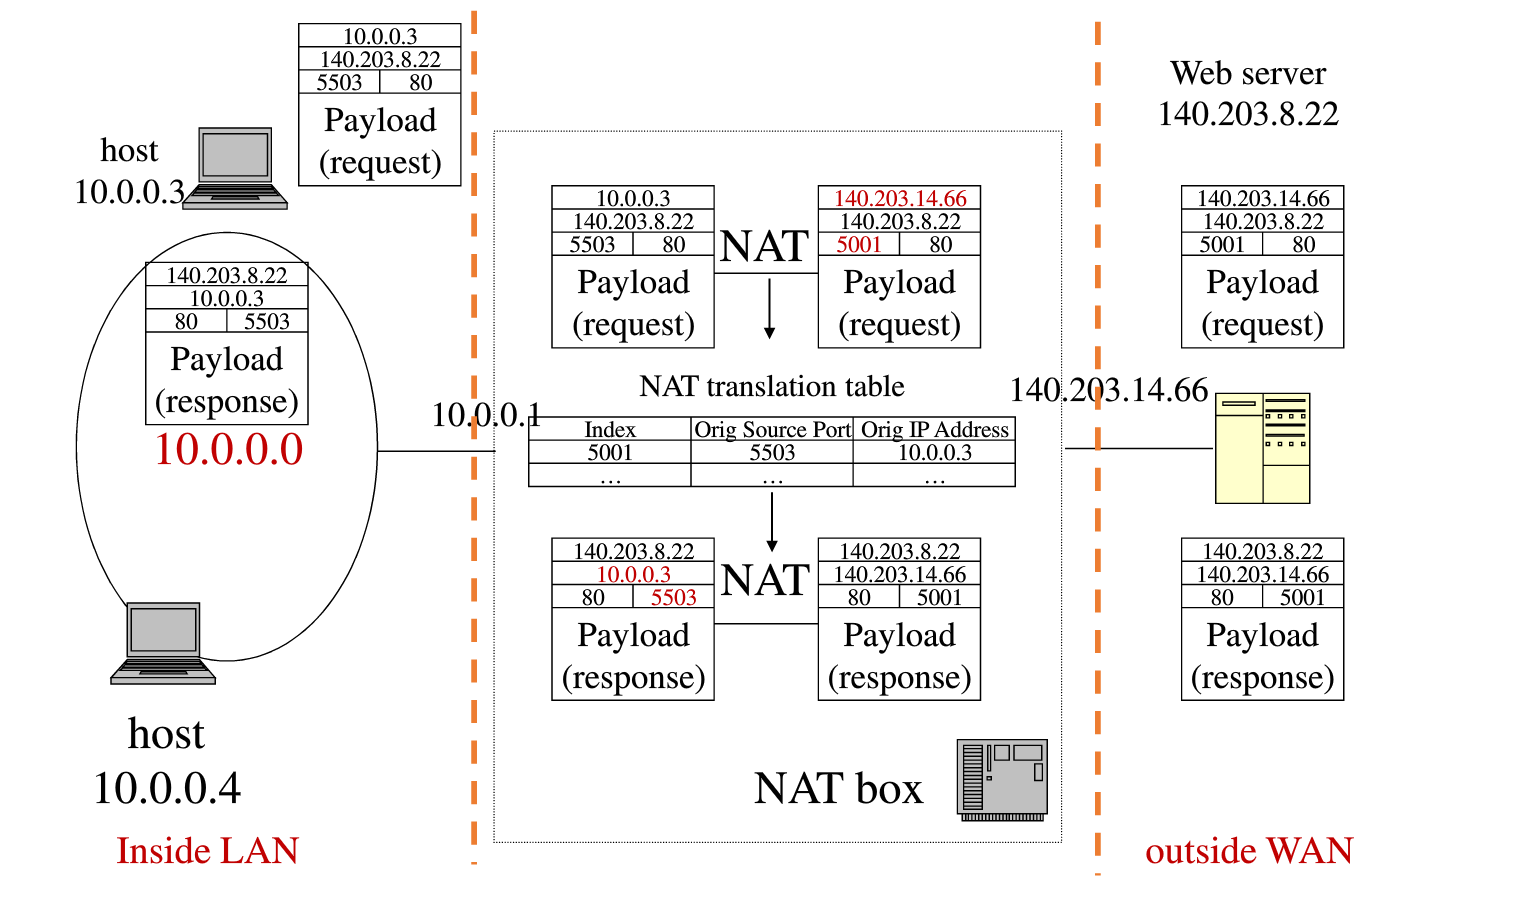 10.0.0.3
140.203.8.22
5503 80
Payload
(request)
host
10.0.0.3
140.203.8.22
10.0.0.3
80 5503
Payload
(response)
10.0.0.0
host
10.0.0.4
Inside LAN
10.0.0.1
10.0.0.3
140.203.8.22
5503 80
Payload
(request)
NAT
140.203.14.66
140.203.8.22
5001 80
Payload
(request)
NAT translation table
Index Orig Source Port Orig IP Address
5001 5503 10.0.0.3
… … …
140.203.8.22
10.0.0.3
80 5503
Payload
(response)
NAT
140.203.8.22
140.203.14.66
80 5001
Payload
(response)
NAT box
140.203.14.66
Web server
140.203.8.22
140.203.14.66
140.203.8.22
5001 80
Payload
(request)
140.203.8.22
140.203.14.66
80 5001
Payload
(response)
outside WAN